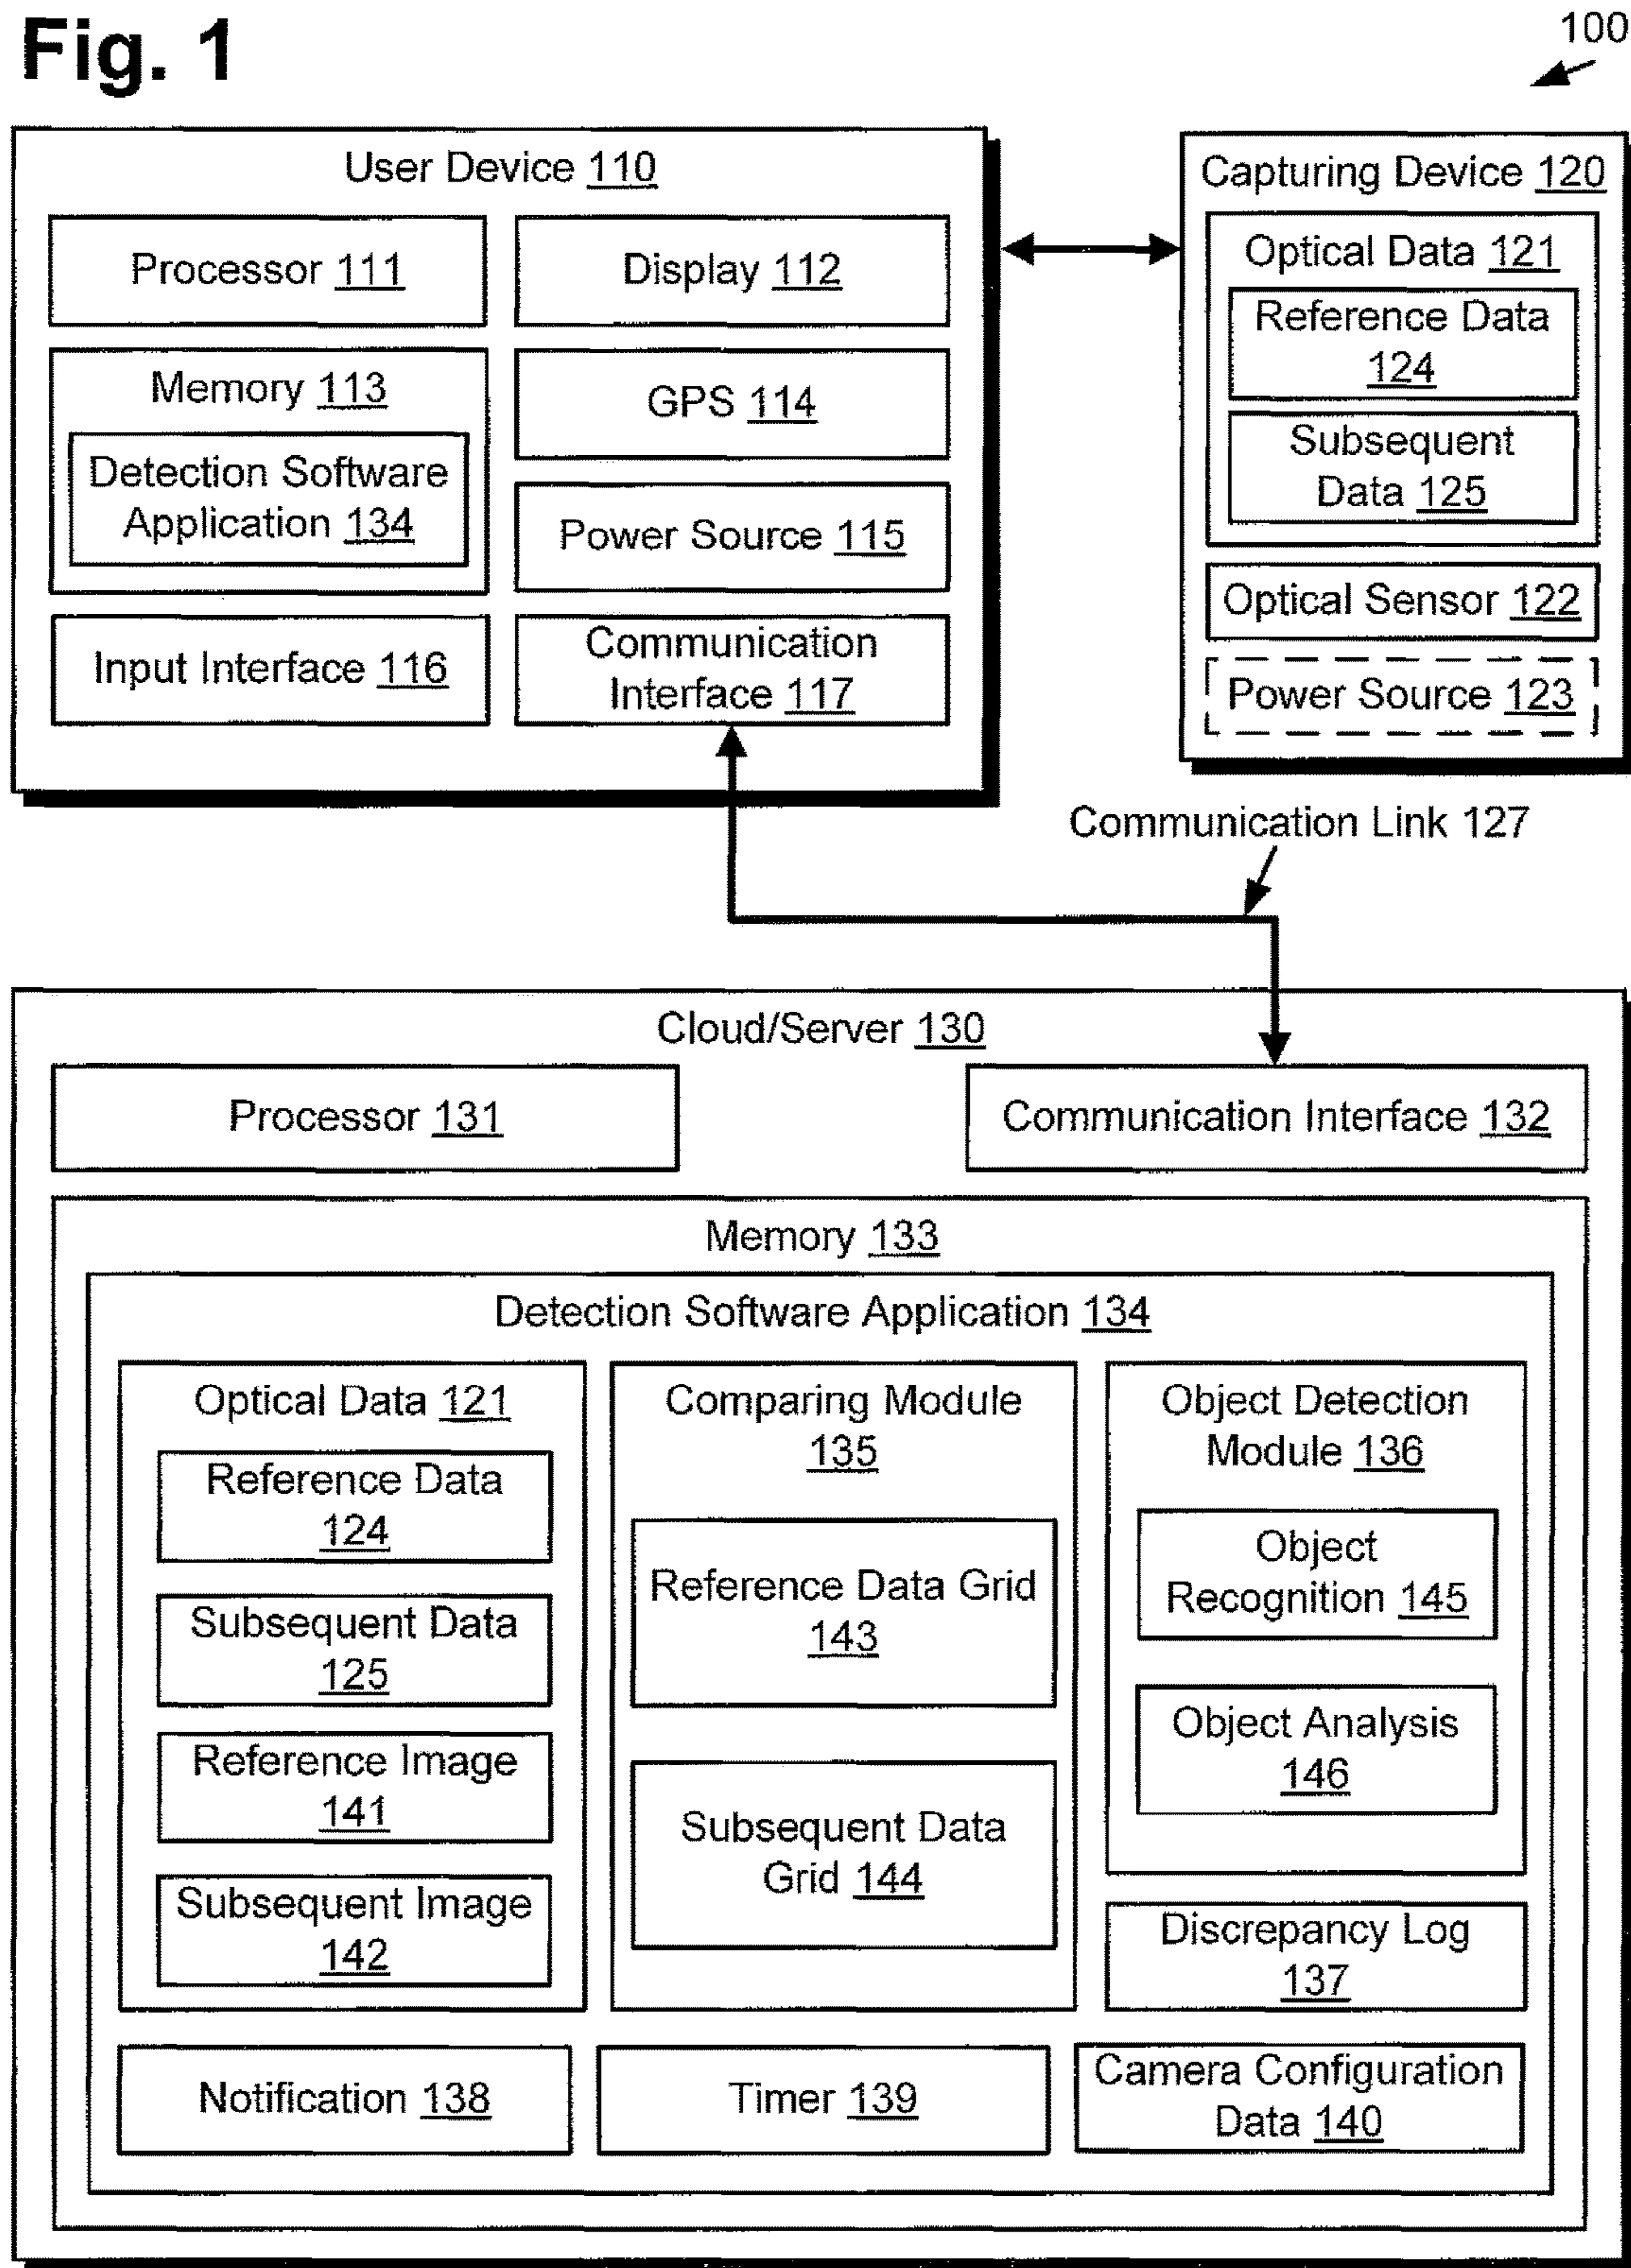 Fig. 1
100
User Device 110
Processor 111
Display 112
Memory 113
Detection Software
Application 134
GPS 114
Power Source 115
Input Interface 116
Communication
Interface 117
Capturing Device 120
Optical Data 121
Reference Data
124
Subsequent
Data 125
Optical Sensor 122
Power Source 123
Communication Link 127
Cloud/Server 130
Processor 131
Communication Interface 132
Memory 133
Detection Software Application 134
Optical Data 121
Reference Data
124
Subsequent Data
125
Reference Image
141
Subsequent Image
142
Comparing Module
135
Reference Data Grid
143
Subsequent Data
Grid 144
Object Detection
Module 136
Object
Recognition 145
Object Analysis
146
Discrepancy Log
137
Notification 138
Timer 139
Camera Configuration
Data 140